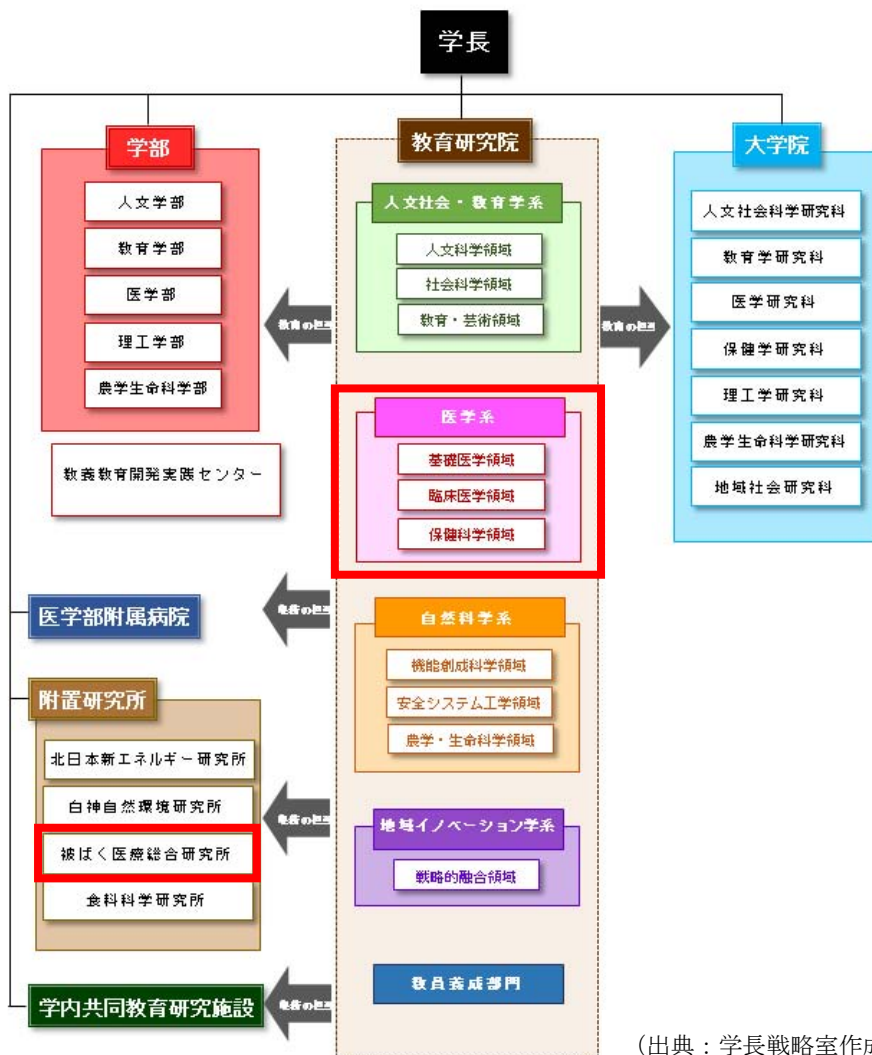 学長
学部
人文学部
教育学部
医学部
理工学部
農学生命科学部
教養教育開発実践センター
医学部附属病院
附置研究所
北日本新エネルギー研究所
白神自然環境研究所
被ばく医療総合研究所
食料科学研究所
学内共同教育研究施設
教育研究院
人文社会・教育学系
人文科学領域
社会科学領域
教育・芸術領域
医学系
基礎医学領域
臨床医学領域
保健科学領域
自然科学系
機能創成科学領域
安全システム工学領域
農学・生命科学領域
地域イノベーション学系
戦略的融合領域
教員養成部門
教育の担当
教育の担当
大学院
人文社会科学研究科
教育学研究科
医学研究科
保健学研究科
理工学研究科
農学生命科学研究科
地域社会研究科
(出典：学長戦略室作成